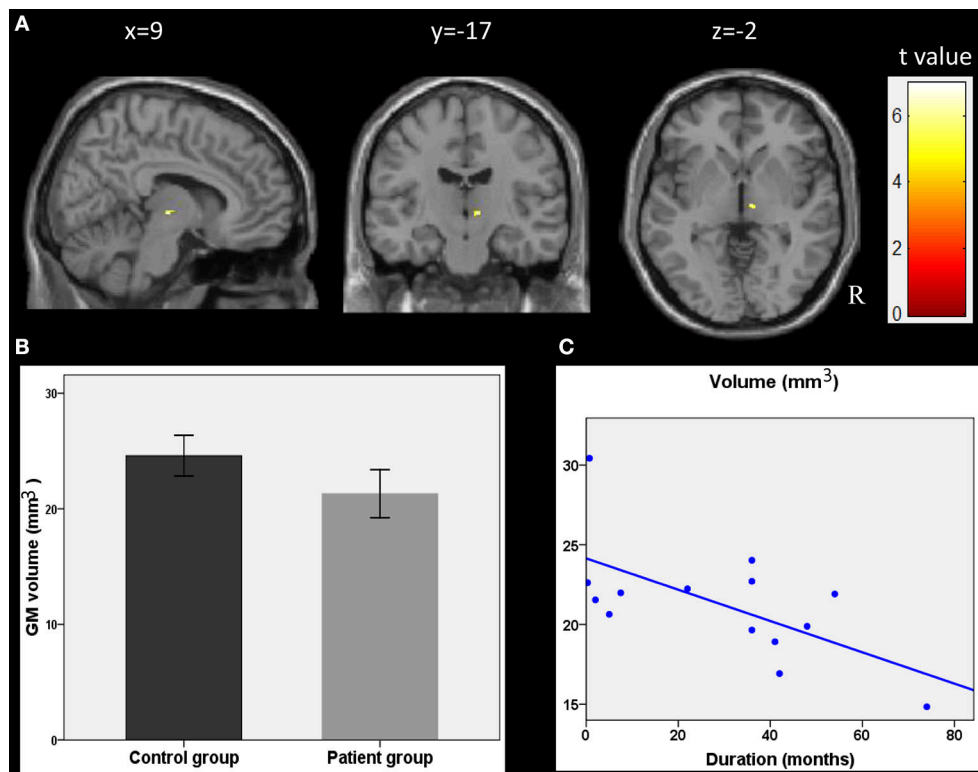 A
x=9
y=-17
z=-2
t value
6
4
2
0
R
B
30
20
10
0
GM volume (mm³)
Control group
Patient group
C
Volume (mm³)
30
25
20
15
0
20
40
60
80
Duration (months)